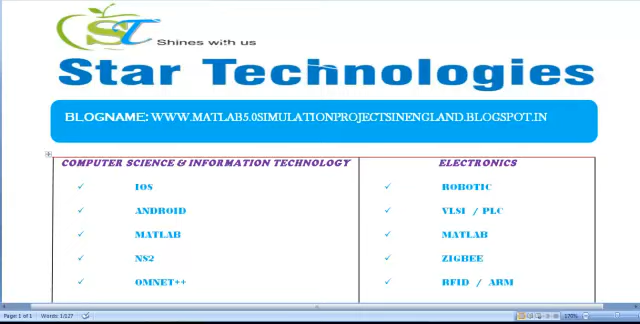 ST
Shines with us
Star Technologies
BLOGNAME: WWW.MATLAB5.0SIMULATIONPROJECTSINENGLAND.BLOGSPOT.IN
COMPUTER SCIENCE & INFORMATION TECHNOLOGY ELECTRONICS
✓ IOS ✓ ROBOTIC
✓ ANDROID ✓ VLSI / PLC
✓ MATLAB ✓ MATLAB
✓ NS2 ✓ ZIGBEE
✓ OMNET++ ✓ RFID / ARM
Page: 1 of 1 Words: 1/127 170%